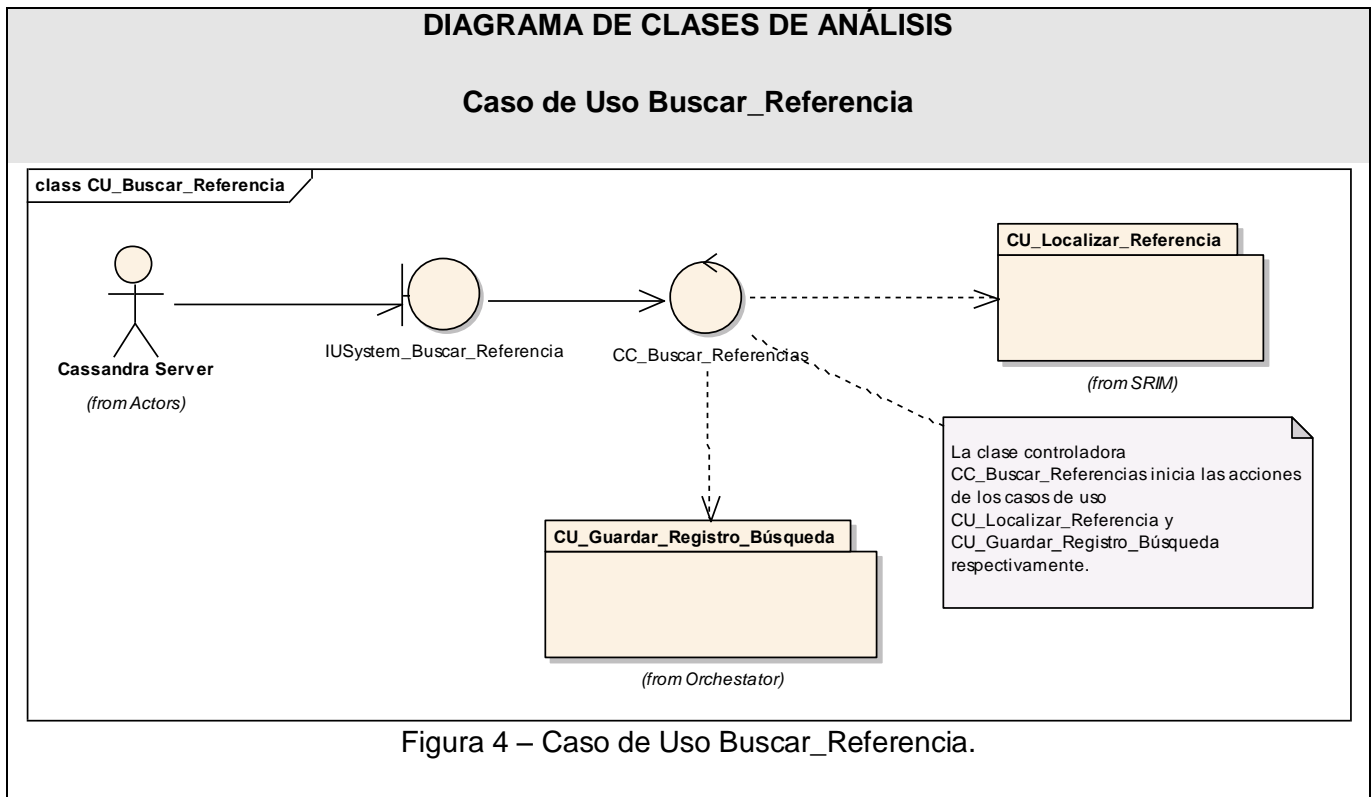 DIAGRAMA DE CLASES DE ANÁLISIS
Caso de Uso Buscar_Referencia
class CU_Buscar_Referencia
Cassandra Server
(from Actors)
IUSystem_Buscar_Referencia
CC_Buscar_Referencias
CU_Localizar_Referencia
(from SRIM)
La clase controladora
CC_Buscar_Referencias inicia las acciones
de los casos de uso
CU_Localizar_Referencia y
CU_Guardar_Registro_Búsqueda
respectivamente.
CU_Guardar_Registro_Búsqueda
(from Orchestator)
Figura 4 – Caso de Uso Buscar_Referencia.